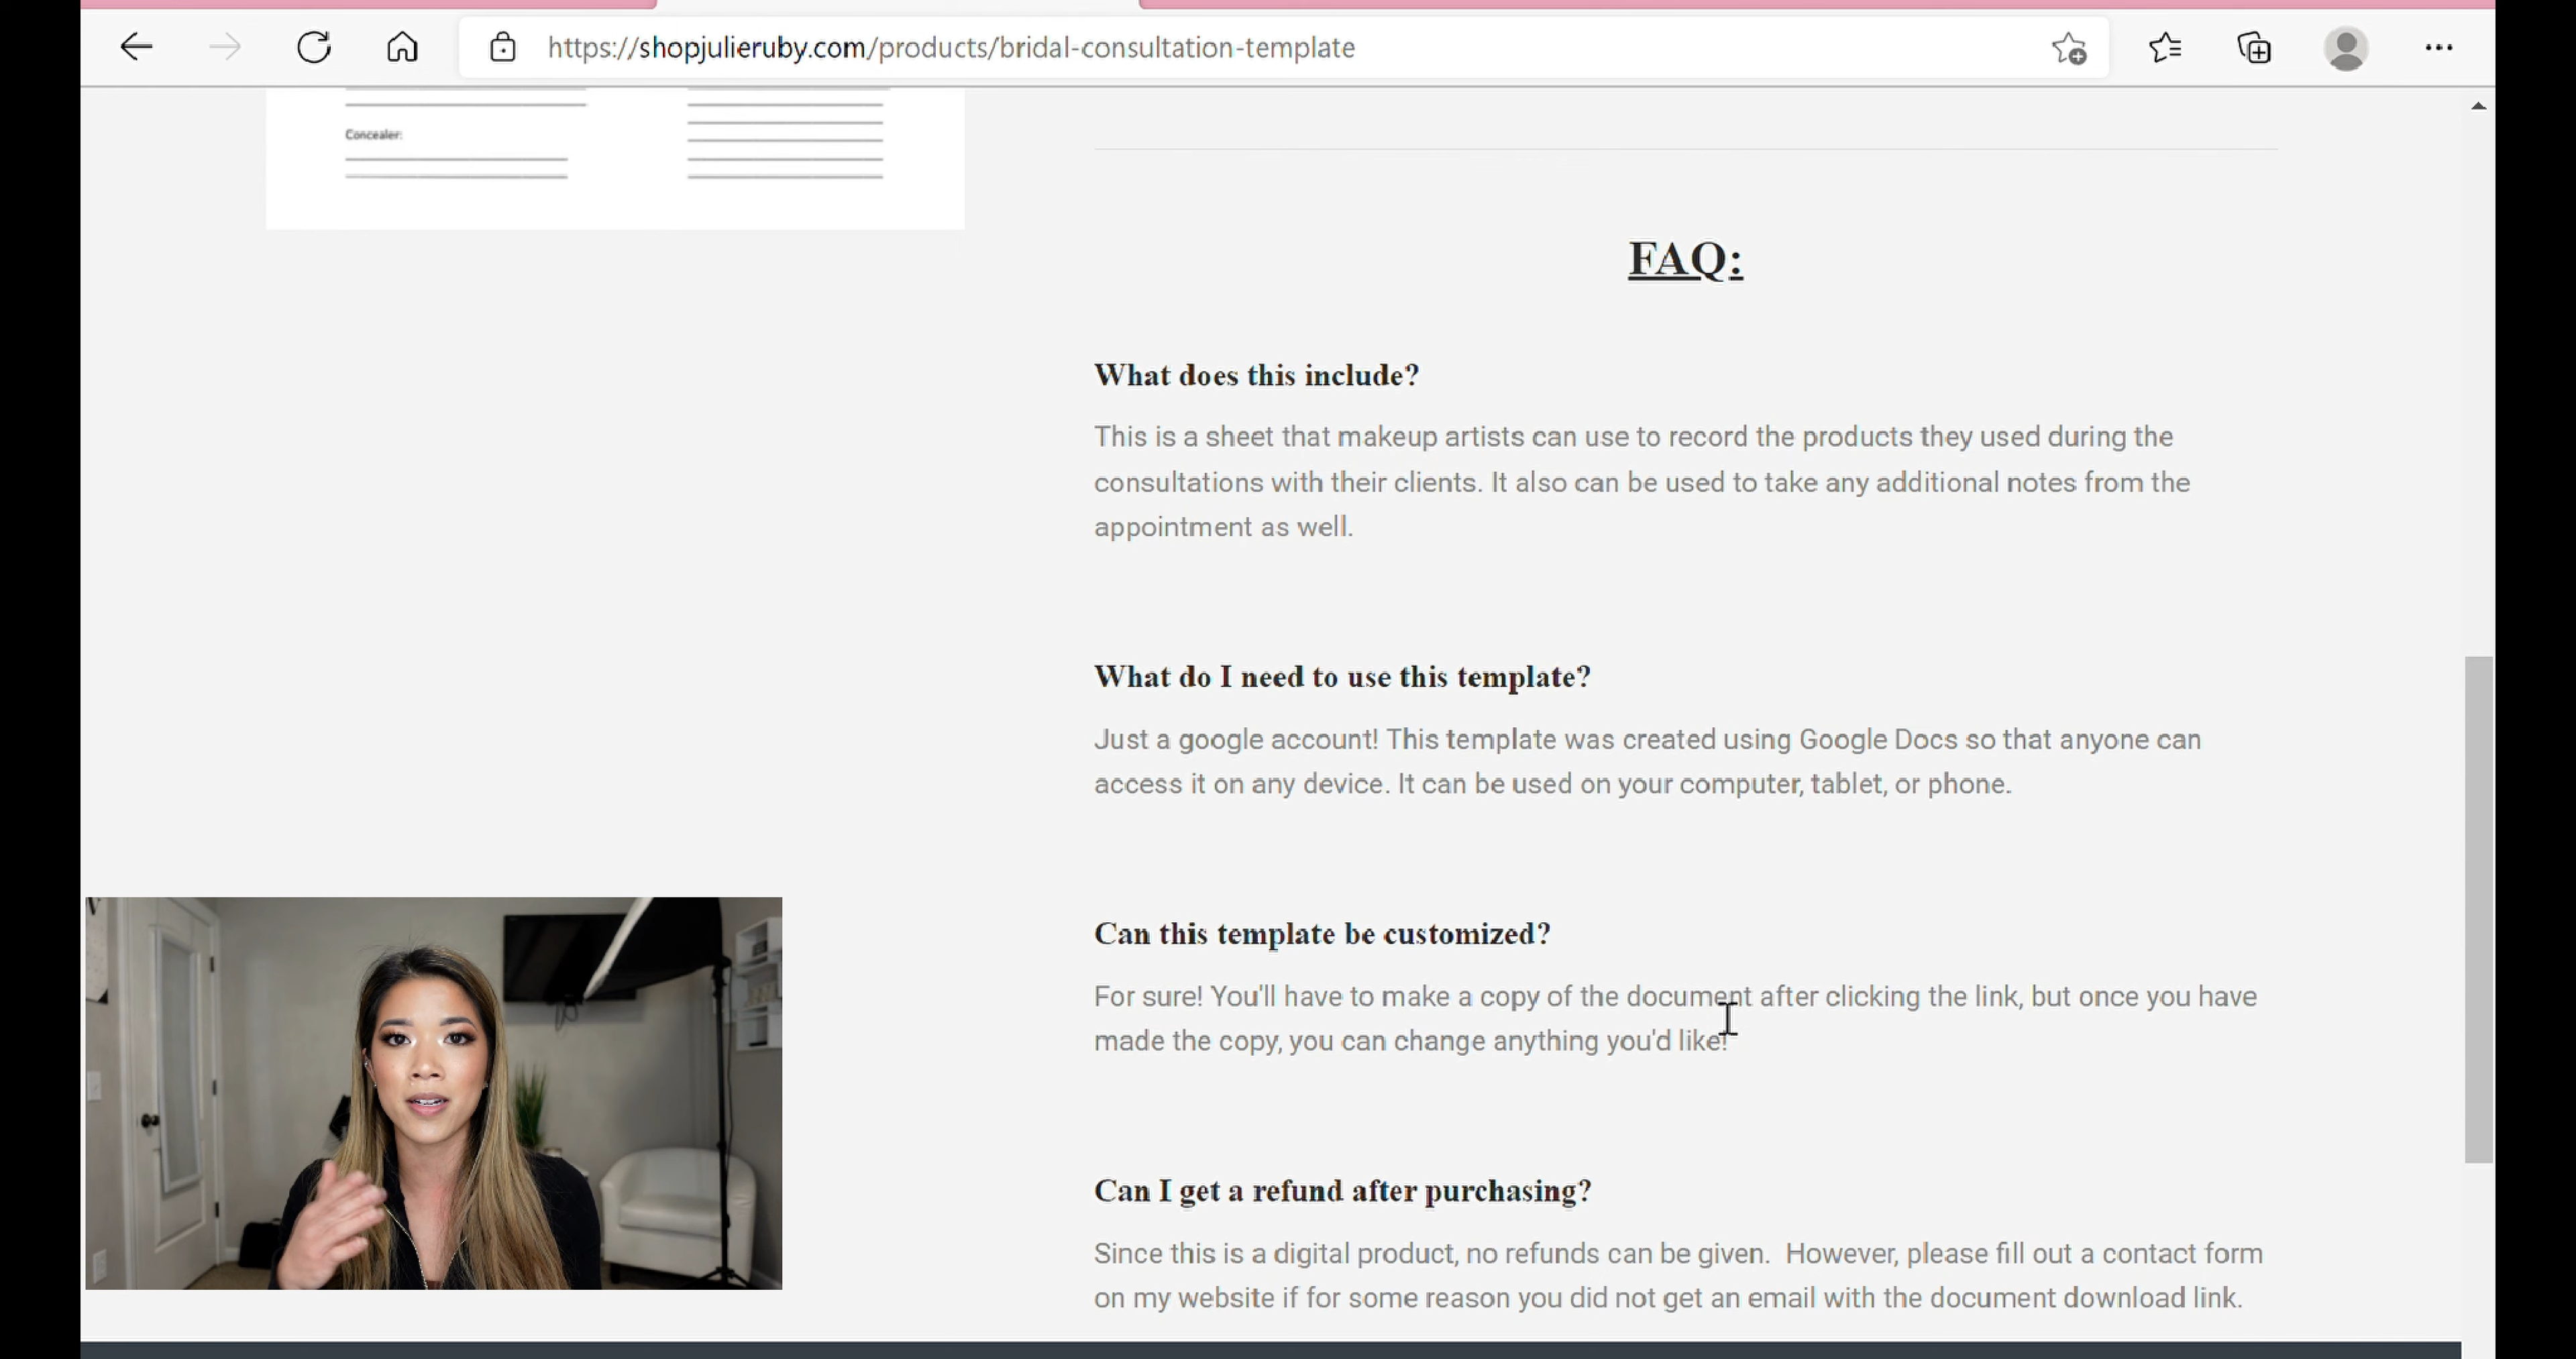 https://shopjulieruby.com/products/bridal-consultation-template
Concealer:
FAQ:
What does this include?
This is a sheet that makeup artists can use to record the products they used during the
consultations with their clients. It also can be used to take any additional notes from the
appointment as well.
What do I need to use this template?
Just a google account! This template was created using Google Docs so that anyone can
access it on any device. It can be used on your computer, tablet, or phone.
Can this template be customized?
For sure! You'll have to make a copy of the document after clicking the link, but once you have
made the copy, you can change anything you'd like!
Can I get a refund after purchasing?
Since this is a digital product, no refunds can be given.  However, please fill out a contact form
on my website if for some reason you did not get an email with the document download link.